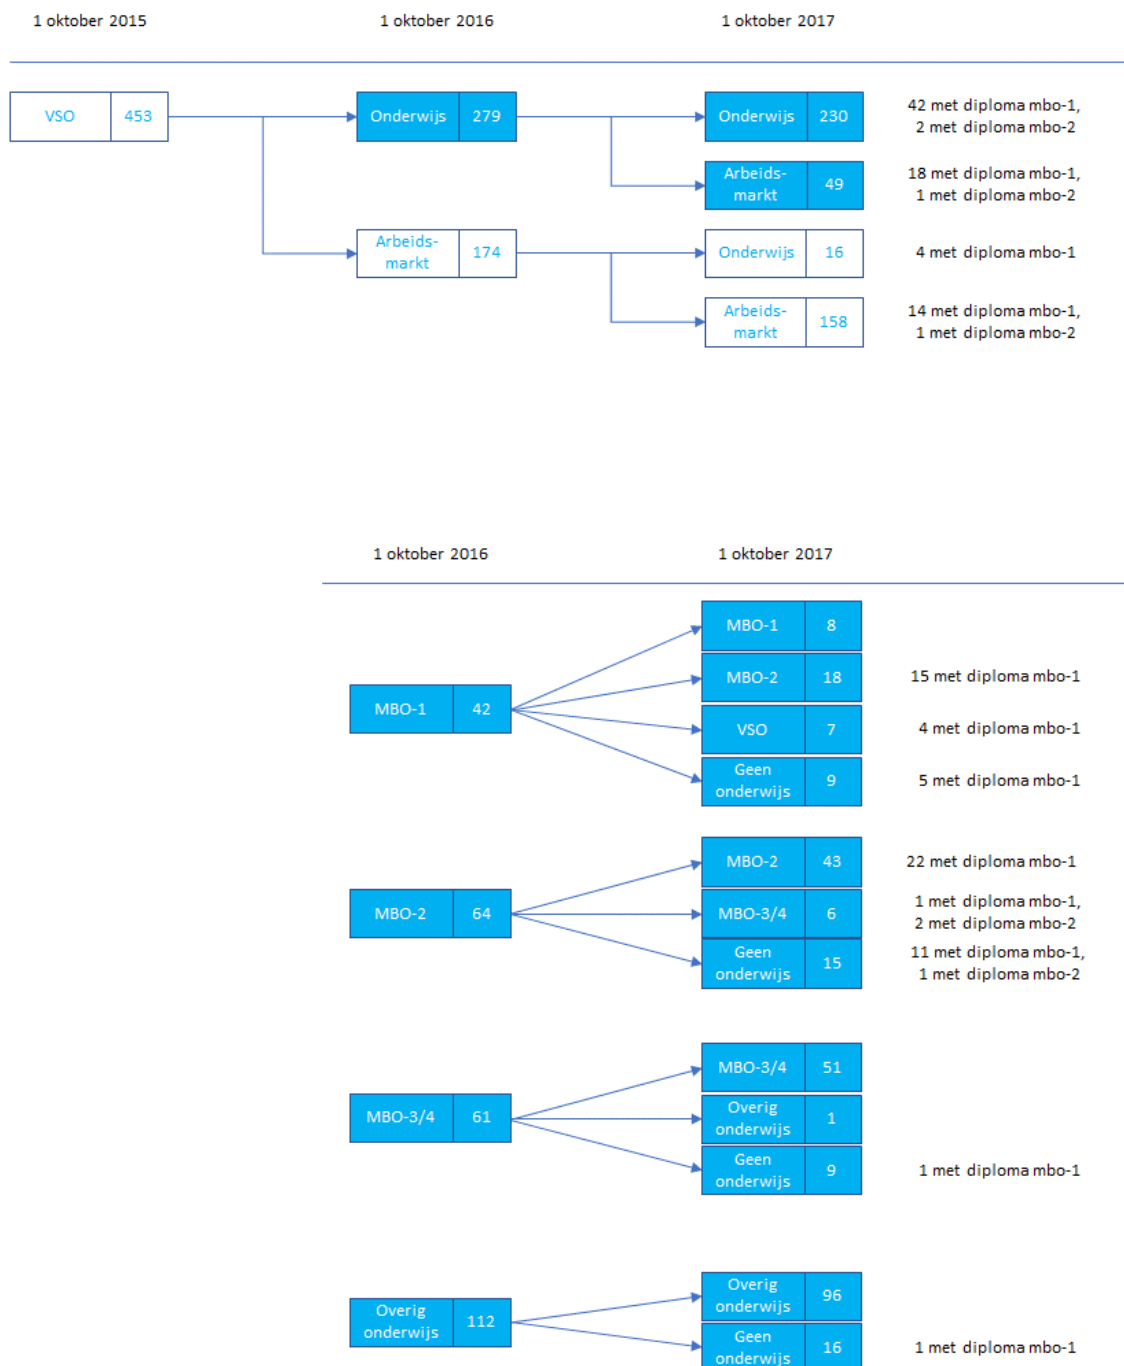 1 oktober 2015
1 oktober 2016
1 oktober 2017
VSO
453
Onderwijs
279
Onderwijs
230
42 met diploma mbo-1,
2 met diploma mbo-2
Arbeids-
markt
49
18 met diploma mbo-1,
1 met diploma mbo-2
Arbeids-
markt
174
Onderwijs
16
4 met diploma mbo-1
Arbeids-
markt
158
14 met diploma mbo-1,
1 met diploma mbo-2
1 oktober 2016
1 oktober 2017
MBO-1
42
MBO-1
8
MBO-2
18
15 met diploma mbo-1
VSO
7
4 met diploma mbo-1
Geen
onderwijs
9
5 met diploma mbo-1
MBO-2
64
MBO-2
43
22 met diploma mbo-1
MBO-3/4
6
1 met diploma mbo-1,
2 met diploma mbo-2
Geen
onderwijs
15
11 met diploma mbo-1,
1 met diploma mbo-2
MBO-3/4
61
MBO-3/4
51
Overig
onderwijs
1
Geen
onderwijs
9
1 met diploma mbo-1
Overig
onderwijs
112
Overig
onderwijs
96
Geen
onderwijs
16
1 met diploma mbo-1